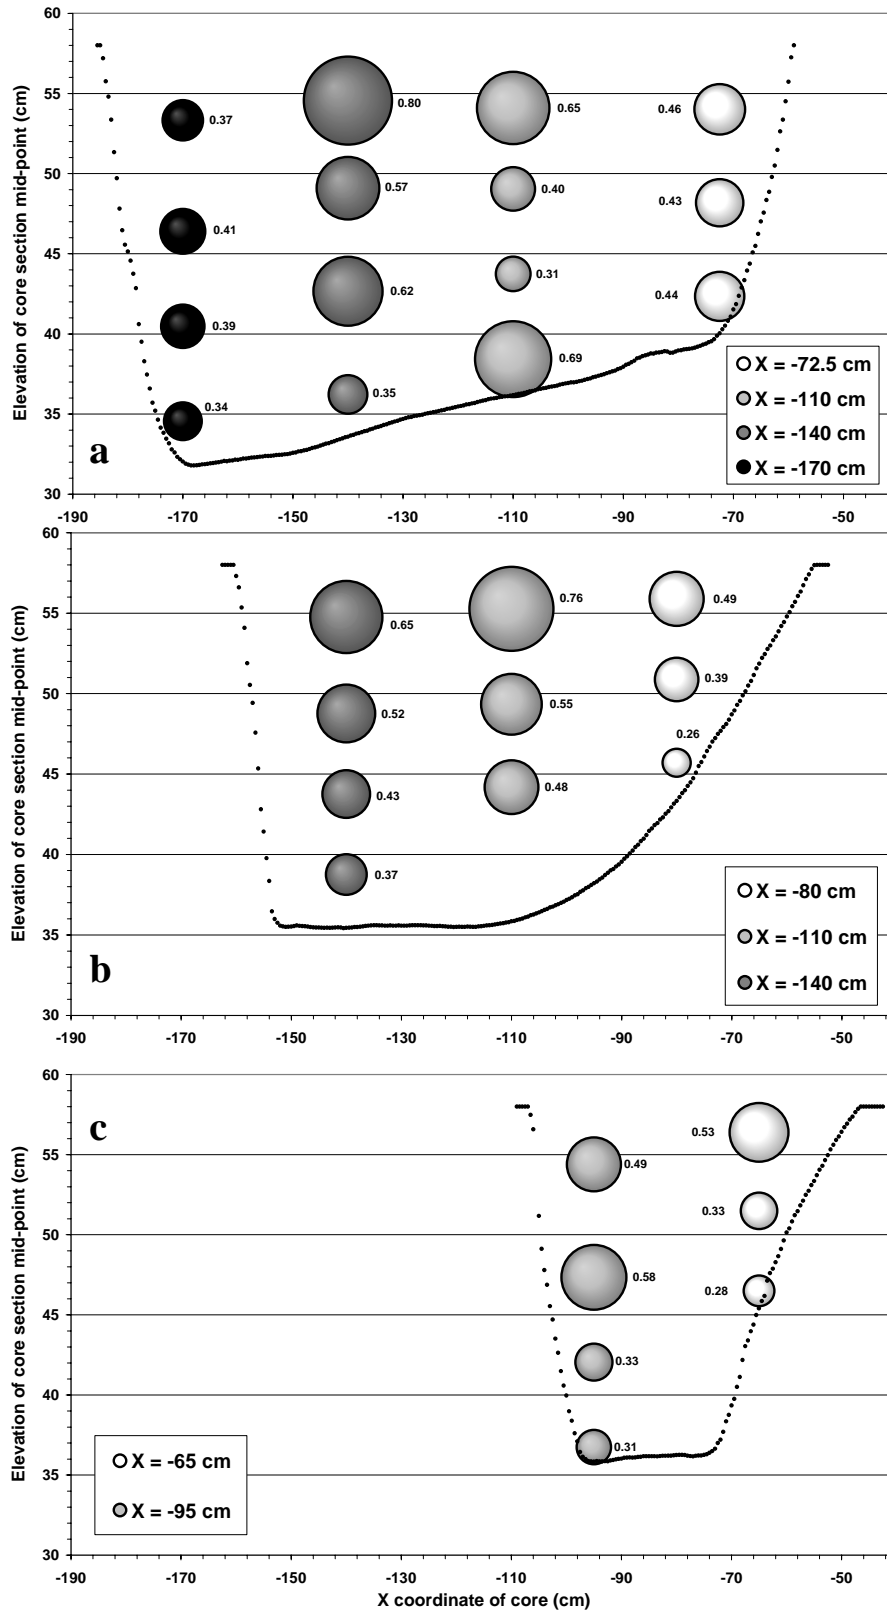 60
55
50
45
40
35
30
Elevation of core section mid-point (cm)
0.37
0.80
0.65
0.46
0.57
0.40
0.43
0.41
0.62
0.31
0.44
0.39
0.69
0.35
0.34
a
X = -72.5 cm
X = -110 cm
X = -140 cm
X = -170 cm
-190 -170 -150 -130 -110 -90 -70 -50
60
55
50
45
40
35
30
Elevation of core section mid-point (cm)
0.65
0.76
0.49
0.52
0.55
0.39
0.26
0.43
0.48
0.37
b
X = -80 cm
X = -110 cm
X = -140 cm
-190 -170 -150 -130 -110 -90 -70 -50
60
55
50
45
40
35
30
Elevation of core section mid-point (cm)
c
0.53
0.49
0.33
0.58
0.28
0.33
0.31
X = -65 cm
X = -95 cm
-190 -170 -150 -130 -110 -90 -70 -50
X coordinate of core (cm)